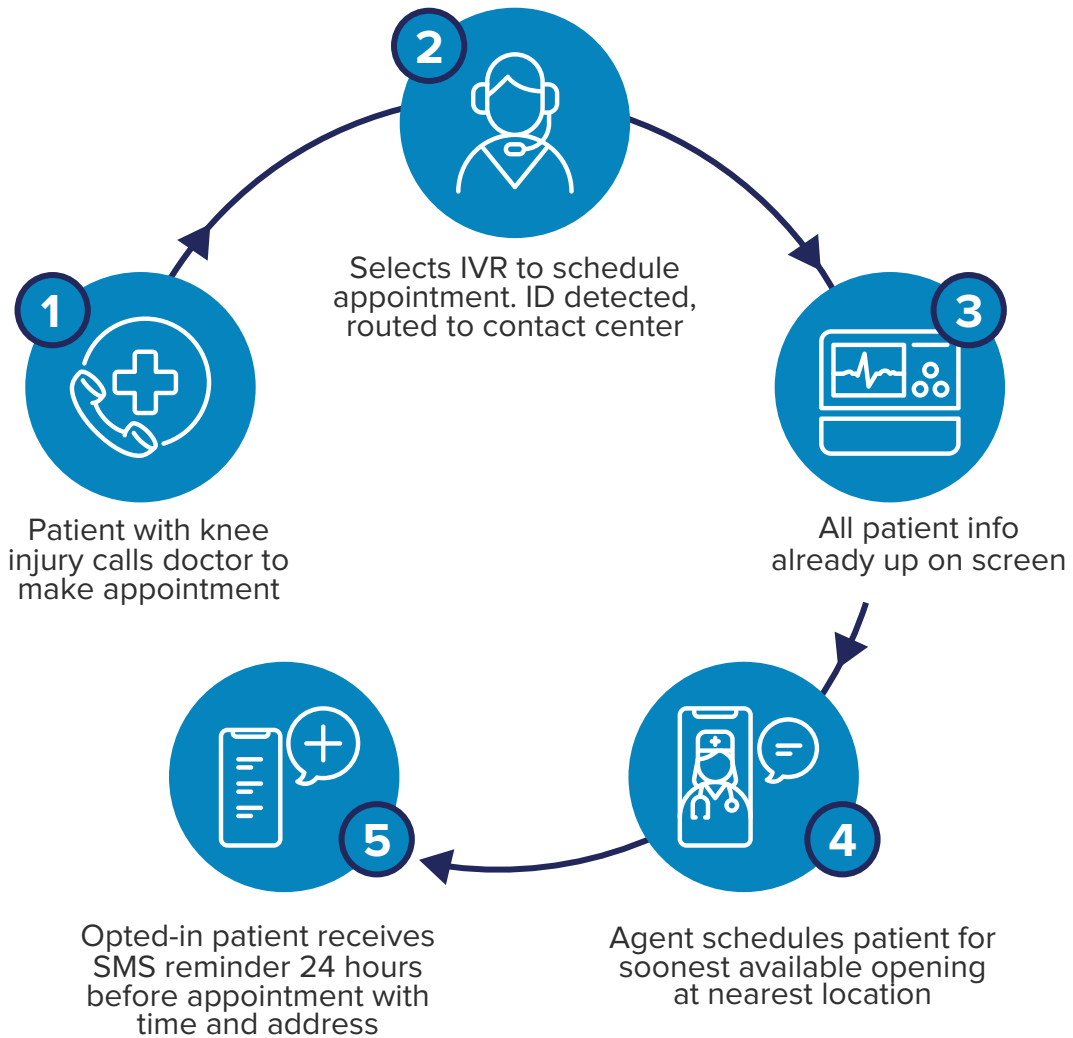 1
Patient with knee
injury calls doctor to
make appointment
2
Selects IVR to schedule
appointment. ID detected,
routed to contact center
3
All patient info
already up on screen
4
Agent schedules patient for
soonest available opening
at nearest location
5
Opted-in patient receives
SMS reminder 24 hours
before appointment with
time and address